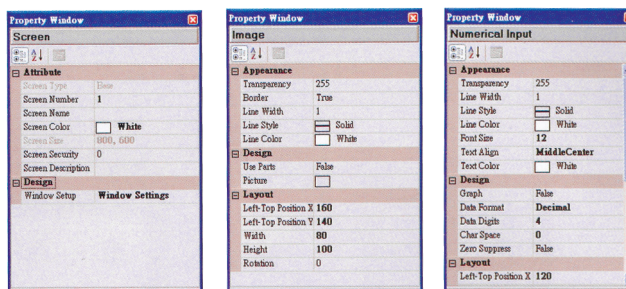 Property Window
Screen
Attribute
Screen Type Base
Screen Number 1
Screen Name
Screen Color White
Screen Size 800, 600
Screen Security 0
Screen Description
Design
Window Setup Window Settings
Property Window
Image
Appearance
Transparency 255
Border True
Line Width 1
Line Style Solid
Line Color White
Design
Use Parts False
Picture
Layout
Left-Top Position X 160
Left-Top Position Y 140
Width 80
Height 100
Rotation 0
Property Window
Numerical Input
Appearance
Transparency 255
Line Width 1
Line Style Solid
Line Color White
Font Size 12
Text Align MiddleCenter
Text Color White
Design
Graph False
Data Format Decimal
Data Digits 4
Char Space 0
Zero Suppress False
Layout
Left-Top Position X 120